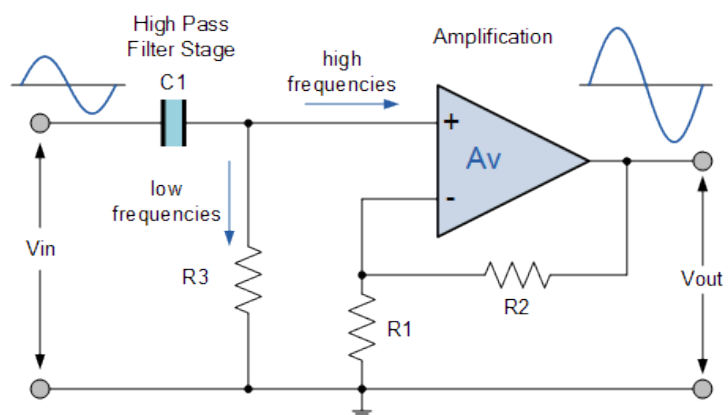 High Pass
Filter Stage
Amplification
C1
high
frequencies
+
Av
-
low
frequencies
Vin
R3
R1
R2
Vout